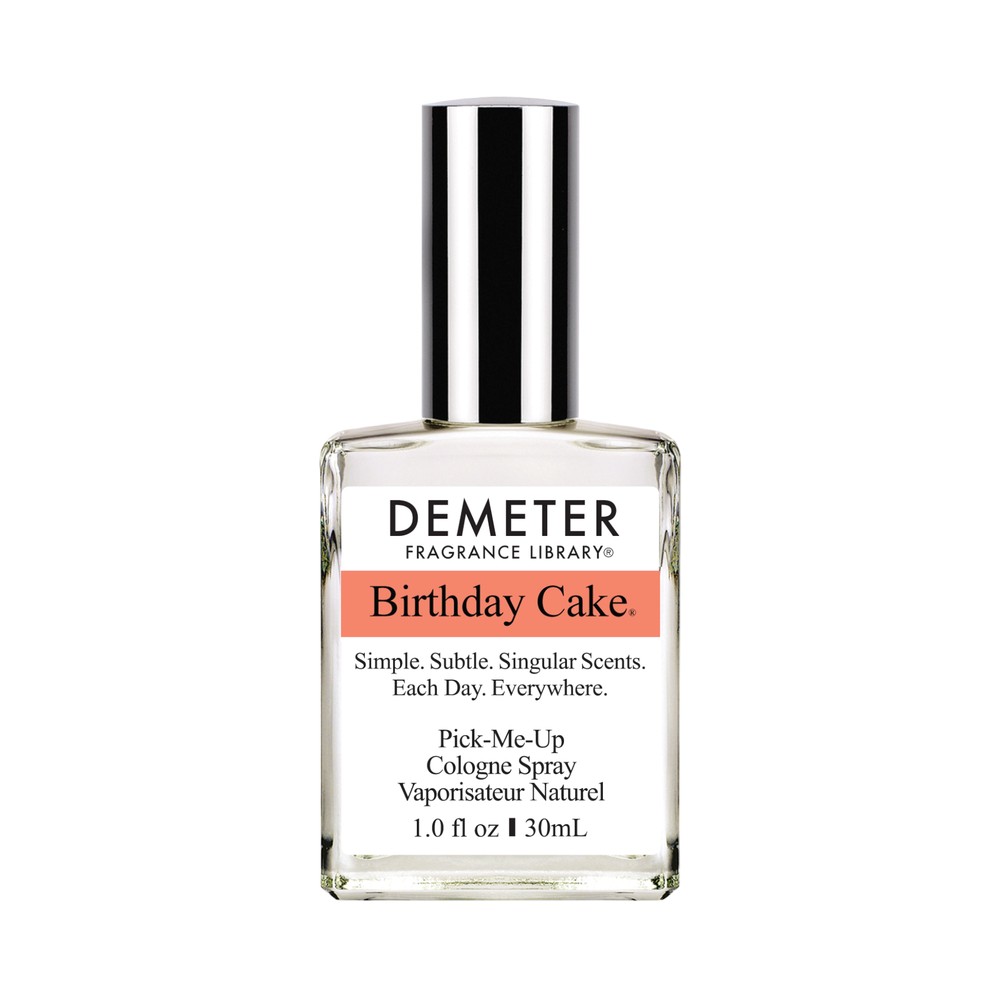 DEMETER
FRAGRANCE LIBRARY®
Birthday Cake®
Simple. Subtle. Singular Scents.
Each Day. Everywhere.
Pick-Me-Up
Cologne Spray
Vaporisateur Naturel
1.0 fl oz ❚ 30mL